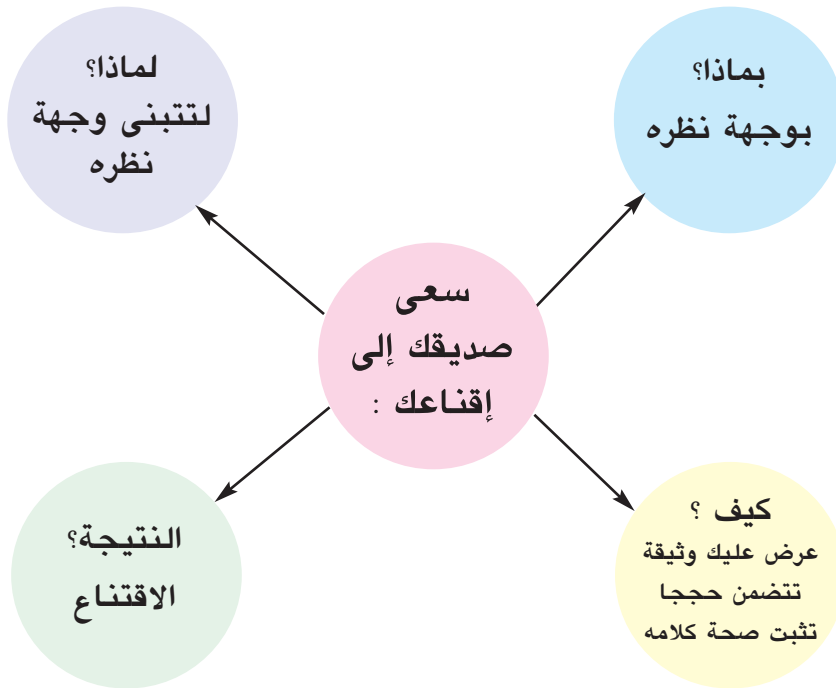 سعى
صديقك إلى
إقناعك :
بماذا؟
بوجهة نظره
لماذا؟
لتتبنى وجهة
نظره
كيف ؟
عرض عليك وثيقة
تتضمن حججا
تثبت صحة كلامه
النتيجة؟
الاقتناع